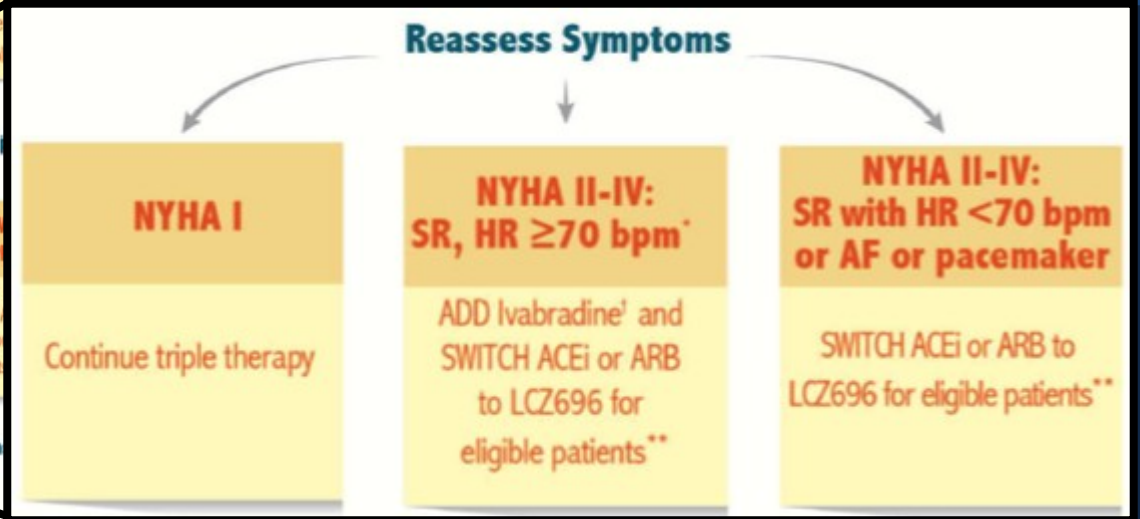 Reassess Symptoms
NYHA I
Continue triple therapy
NYHA II-IV:
SR, HR ≥70 bpm*
ADD Ivabradine† and
SWITCH ACEi or ARB
to LCZ696 for
eligible patients**
NYHA II-IV:
SR with HR <70 bpm
or AF or pacemaker
SWITCH ACEi or ARB to
LCZ696 for eligible patients**